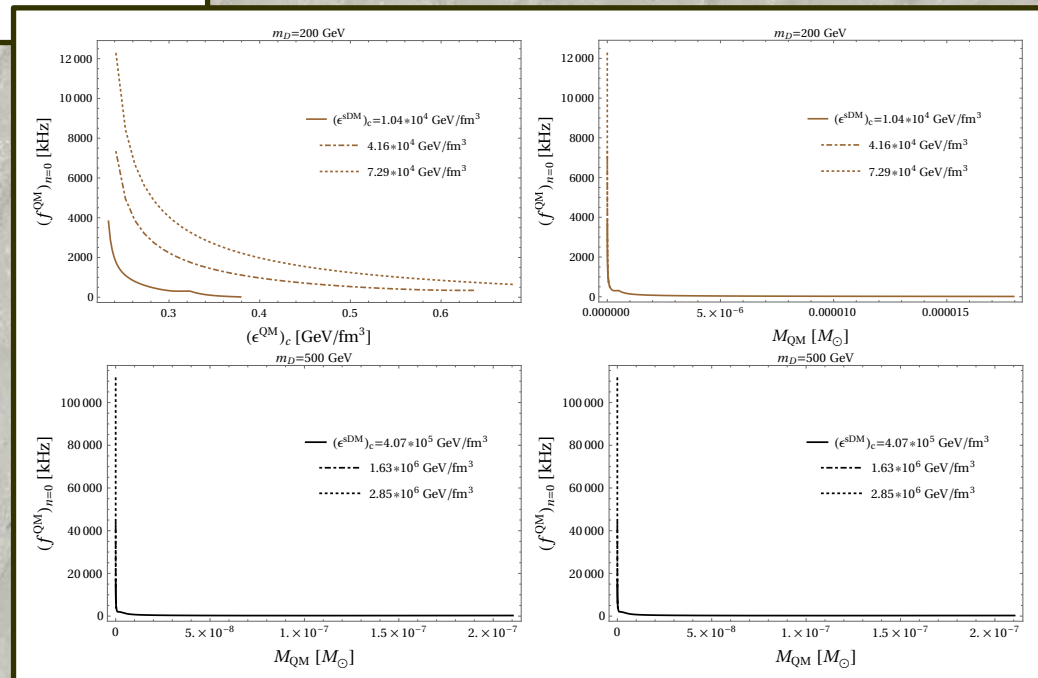 m_D=200 GeV
12 000
10 000
8000
6000
4000
2000
0
(f^QM)_n=0 [kHz]
(ϵ^sDM)_c=1.04*10^4 GeV/fm^3
4.16*10^4 GeV/fm^3
7.29*10^4 GeV/fm^3
0.3 0.4 0.5 0.6
(ϵ^QM)_c [GeV/fm^3]
m_D=200 GeV
12 000
10 000
8000
6000
4000
2000
0
(f^QM)_n=0 [kHz]
(ϵ^sDM)_c=1.04*10^4 GeV/fm^3
4.16*10^4 GeV/fm^3
7.29*10^4 GeV/fm^3
0.000000 5.×10^-6 0.000010 0.000015
M_QM [M_⊙]
m_D=500 GeV
100 000
80 000
60 000
40 000
20 000
0
(f^QM)_n=0 [kHz]
(ϵ^sDM)_c=4.07*10^5 GeV/fm^3
1.63*10^6 GeV/fm^3
2.85*10^6 GeV/fm^3
0 5.×10^-8 1.×10^-7 1.5×10^-7 2.×10^-7
M_QM [M_⊙]
m_D=500 GeV
100 000
80 000
60 000
40 000
20 000
0
(f^QM)_n=0 [kHz]
(ϵ^sDM)_c=4.07*10^5 GeV/fm^3
1.63*10^6 GeV/fm^3
2.85*10^6 GeV/fm^3
0 5.×10^-8 1.×10^-7 1.5×10^-7 2.×10^-7
M_QM [M_⊙]